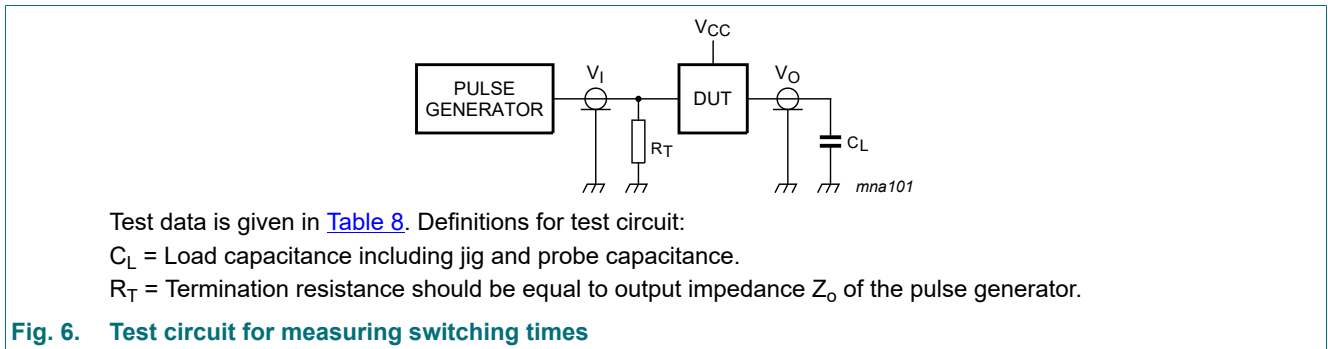 VCC
PULSE
GENERATOR
VI
DUT
VO
RT
CL
mna101
Test data is given in Table 8. Definitions for test circuit:
CL = Load capacitance including jig and probe capacitance.
RT = Termination resistance should be equal to output impedance Zo of the pulse generator.
Fig. 6. Test circuit for measuring switching times